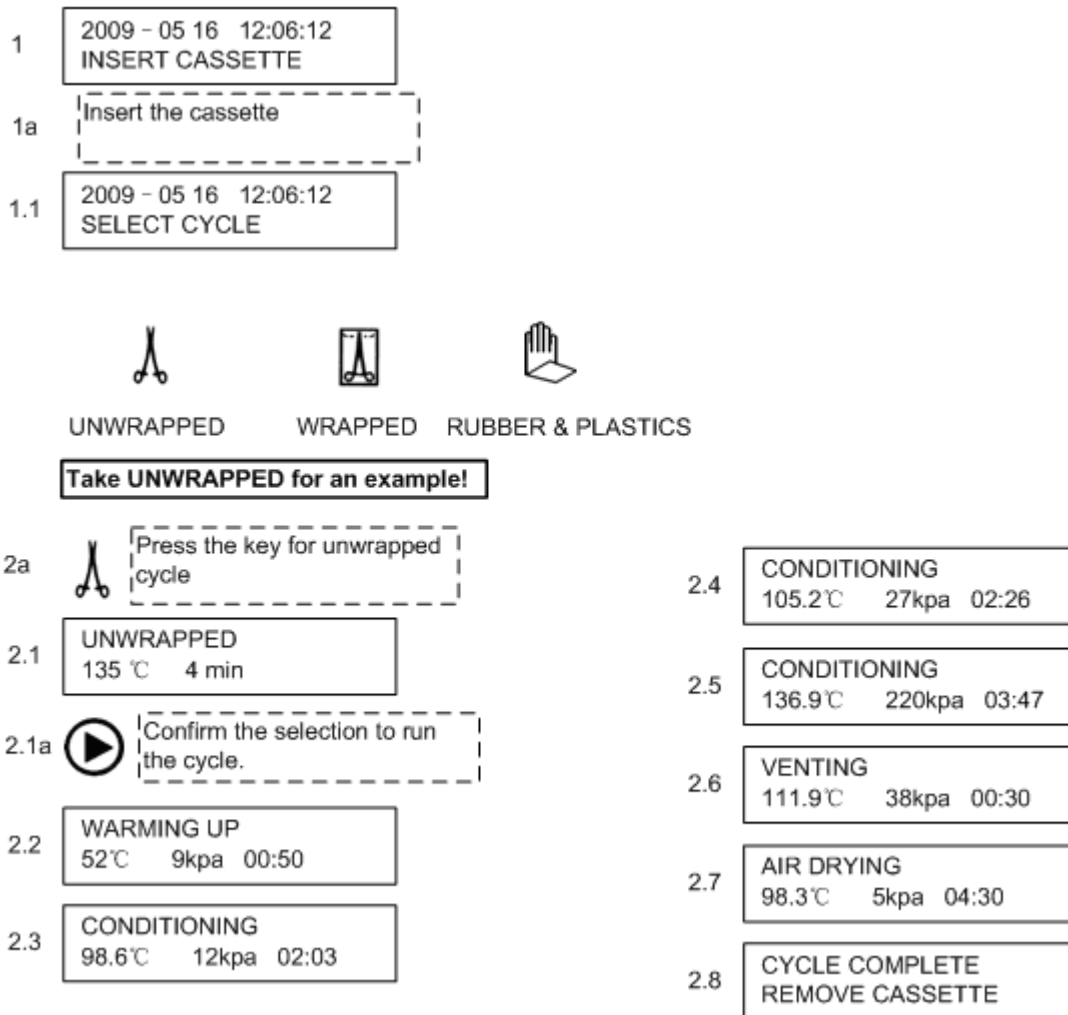 1
2009 - 05 16 12:06:12
INSERT CASSETTE
1a
Insert the cassette
1.1
2009 - 05 16 12:06:12
SELECT CYCLE
UNWRAPPED WRAPPED RUBBER & PLASTICS
Take UNWRAPPED for an example!
2a
Press the key for unwrapped
cycle
2.1
UNWRAPPED
135 ℃ 4 min
2.1a
Confirm the selection to run
the cycle.
2.2
WARMING UP
52℃ 9kpa 00:50
2.3
CONDITIONING
98.6℃ 12kpa 02:03
2.4
CONDITIONING
105.2℃ 27kpa 02:26
2.5
CONDITIONING
136.9℃ 220kpa 03:47
2.6
VENTING
111.9℃ 38kpa 00:30
2.7
AIR DRYING
98.3℃ 5kpa 04:30
2.8
CYCLE COMPLETE
REMOVE CASSETTE